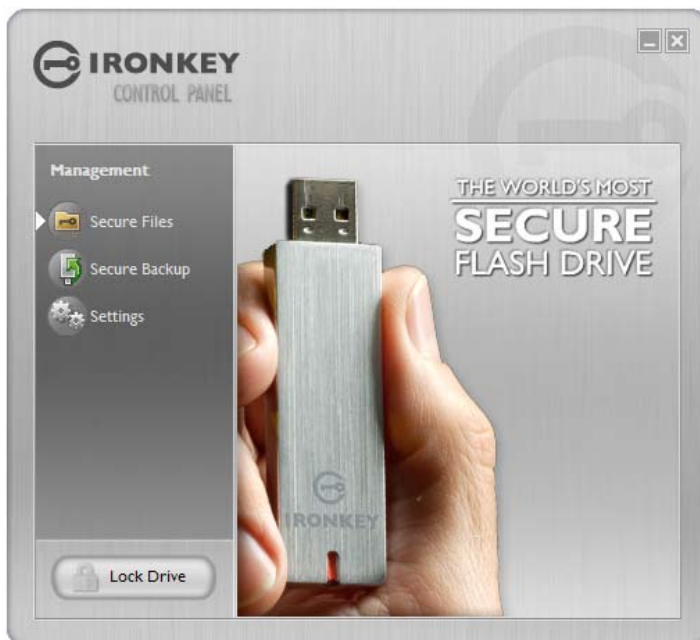 IRONKEY
CONTROL PANEL
Management
Secure Files
Secure Backup
Settings
Lock Drive
THE WORLD'S MOST
SECURE
FLASH DRIVE
IRONKEY